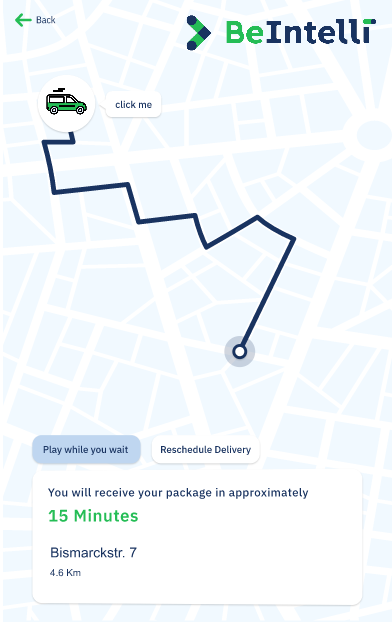 Back
BeIntelli
click me
Play while you wait
Reschedule Delivery
You will receive your package in approximately
15 Minutes
Bismarckstr. 7
4.6 Km